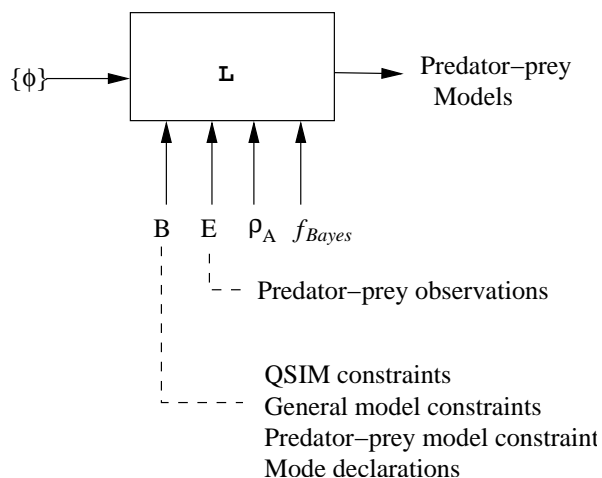 {ϕ}
L
Predator−prey
Models
B E ρA fBayes
Predator−prey observations
QSIM constraints
General model constraints
Predator−prey model constraint
Mode declarations